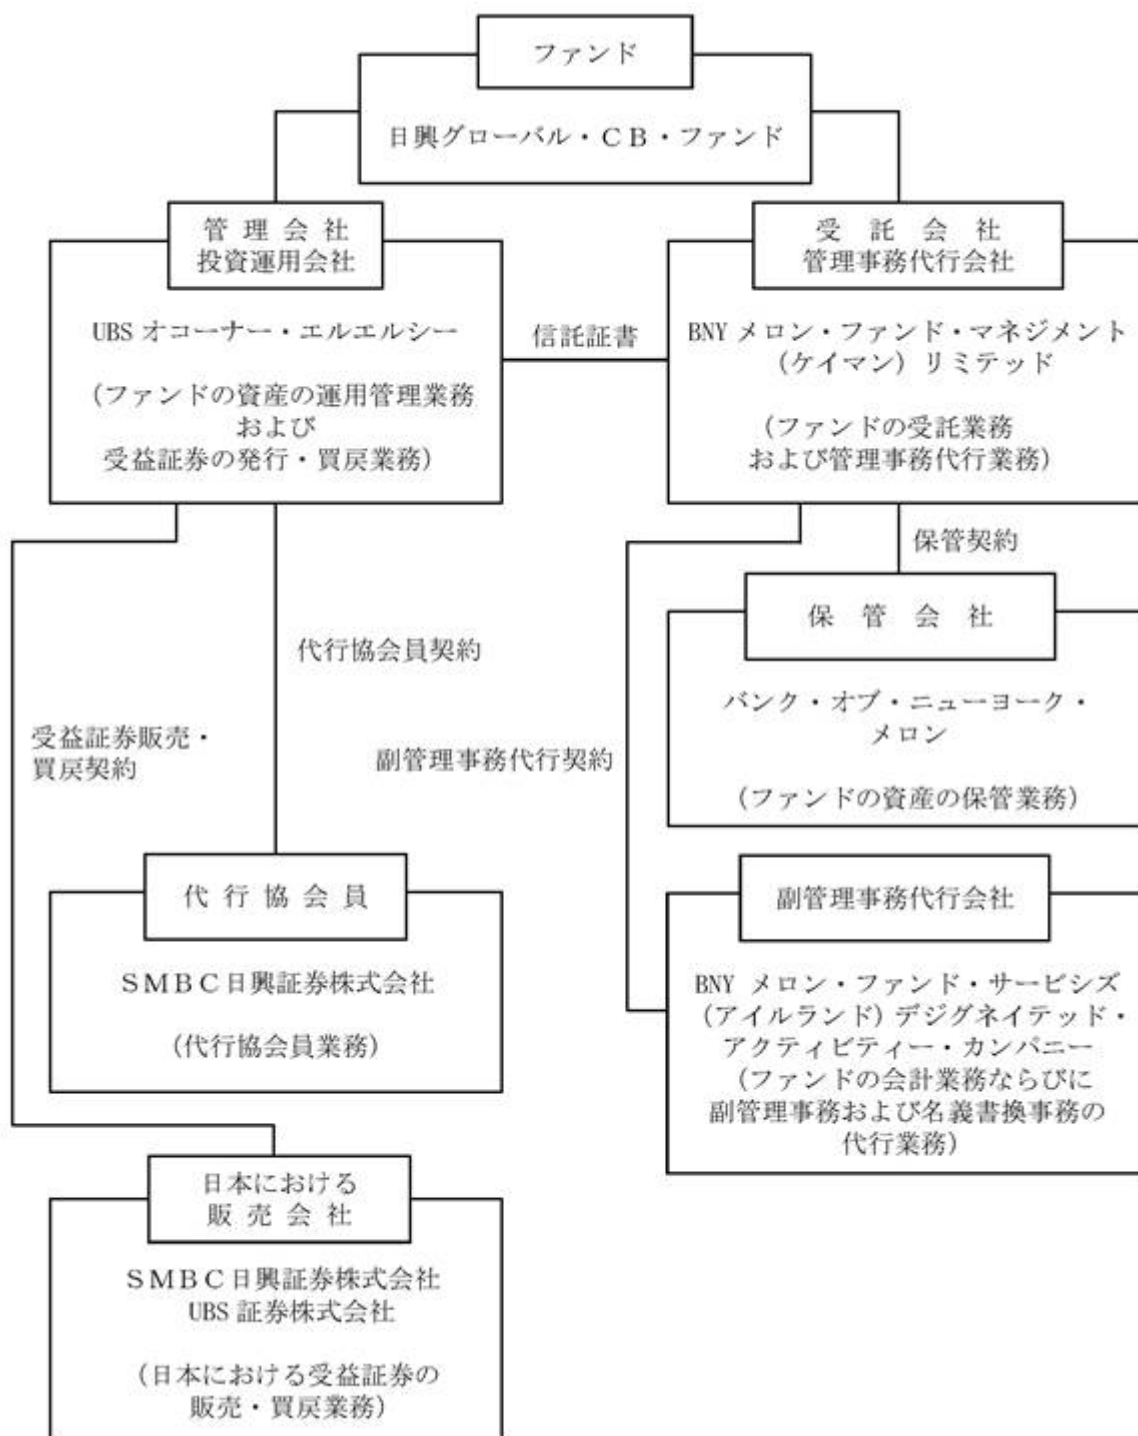 ファンド
日興グローバル・ＣＢ・ファンド
管 理 会 社
投資運用会社
UBS オコーナー・エルエルシー
（ファンドの資産の運用管理業務
および
受益証券の発行・買戻業務）
信託証書
受 託 会 社
管理事務代行会社
BNY メロン・ファンド・マネジメント
（ケイマン）リミテッド
（ファンドの受託業務
および管理事務代行業務）
保管契約
保 管 会 社
バンク・オブ・ニューヨーク・
メロン
（ファンドの資産の保管業務）
代行協会員契約
受益証券販売・
買戻契約
副管理事務代行契約
代 行 協 会 員
ＳＭＢＣ日興証券株式会社
（代行協会員業務）
副管理事務代行会社
BNY メロン・ファンド・サービシズ
（アイルランド）デジグネイテッド・
アクティビティー・カンパニー
（ファンドの会計業務ならびに
副管理事務および名義書換事務の
代行業務）
日本における
販 売 会 社
ＳＭＢＣ日興証券株式会社
UBS 証券株式会社
（日本における受益証券の
販売・買戻業務）